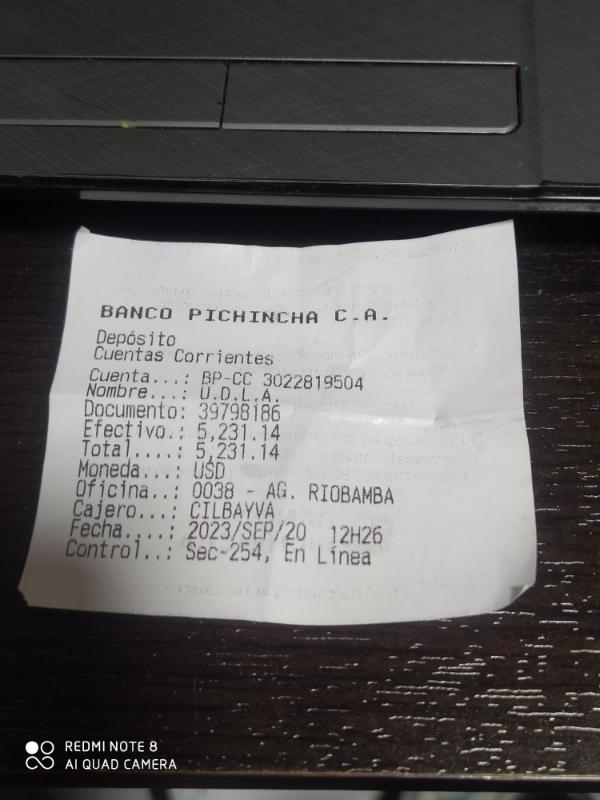 BANCO PICHINCHA C.A.
Depósito
Cuentas Corrientes
Cuenta...: BP-CC 3022819504
Nombre...: U.D.L.A.
Documento: 39798186
Efectivo.: 5,231.14
Total....: 5,231.14
Moneda...: USD
Oficina..: 0038 - AG. RIOBAMBA
Cajero...: CILBAYVA
Fecha....: 2023/SEP/20 12H26
Control..: Sec-254, En Línea
REDMI NOTE 8
AI QUAD CAMERA